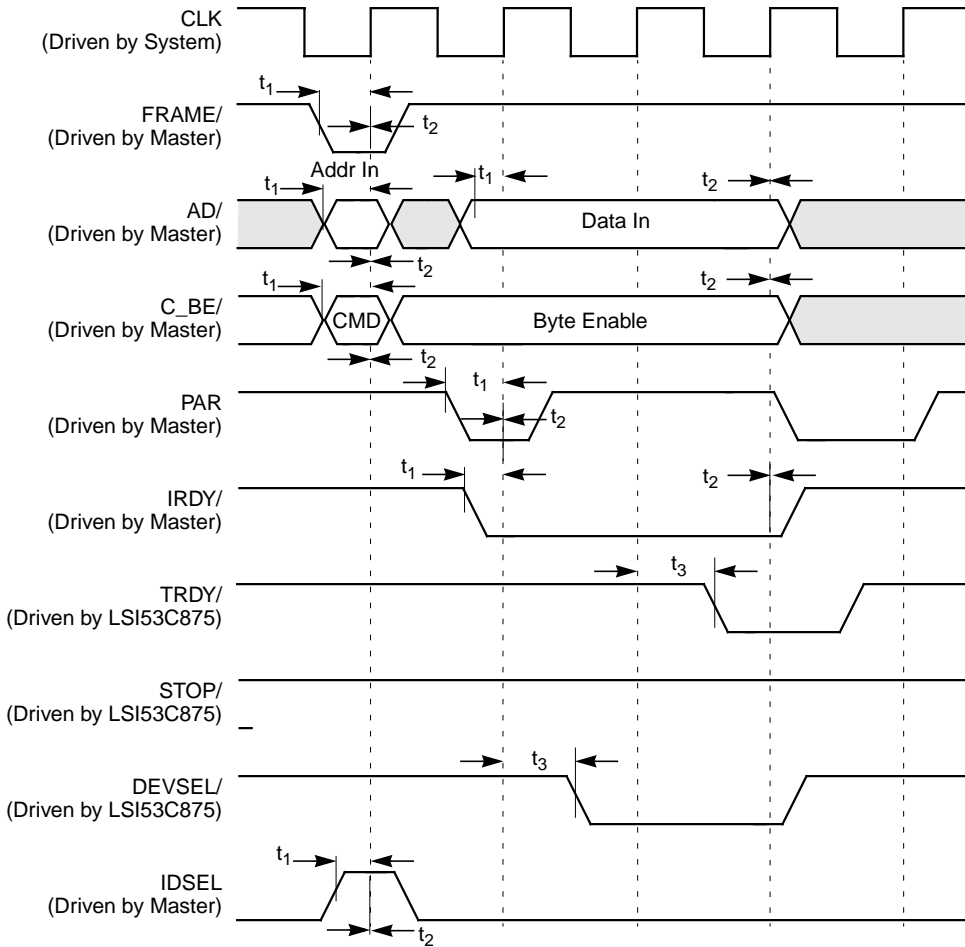 CLK
(Driven by System)
t1
FRAME/
(Driven by Master)
t2
Addr In
t1
t1
t2
AD/
(Driven by Master)
Data In
t2
t1
t2
C_BE/
(Driven by Master)
CMD
Byte Enable
t2
t1
PAR
(Driven by Master)
t2
t1
t2
IRDY/
(Driven by Master)
t3
TRDY/
(Driven by LSI53C875)
STOP/
(Driven by LSI53C875)
t3
DEVSEL/
(Driven by LSI53C875)
t1
IDSEL
(Driven by Master)
t2